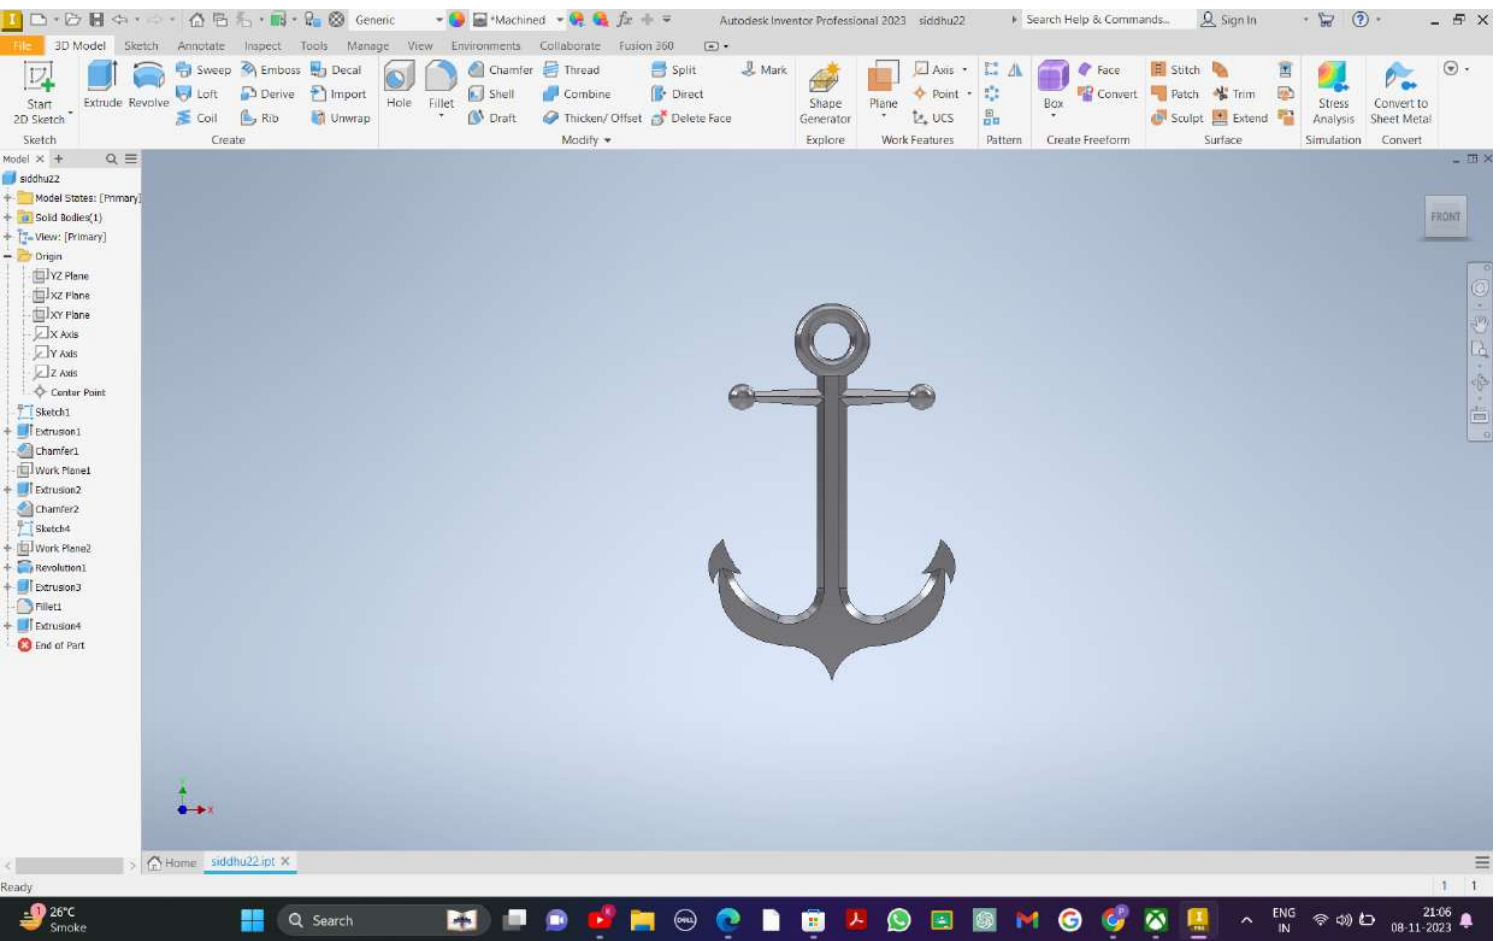 Generic
*Machined
fx
Autodesk Inventor Professional 2023 siddhu22
Search Help & Commands...
Sign In
File 3D Model Sketch Annotate Inspect Tools Manage View Environments Collaborate Fusion 360
Start
2D Sketch
Sketch
Extrude Revolve
Sweep Emboss Decal
Loft Derive Import
Coil Rib Unwrap
Create
Hole Fillet
Chamfer Thread Split
Shell Combine Direct
Draft Thicken/ Offset Delete Face
Modify
Mark
Shape
Generator
Explore
Plane
Axis
Point
UCS
Work Features
Pattern
Box
Face
Convert
Create Freeform
Stitch
Patch Trim
Sculpt Extend
Surface
Stress
Analysis
Simulation
Convert to
Sheet Metal
Convert
Model × +
siddhu22
Model States: [Primary]
Solid Bodies(1)
View: [Primary]
Origin
YZ Plane
XZ Plane
XY Plane
X Axis
Y Axis
Z Axis
Center Point
Sketch1
Extrusion1
Chamfer1
Work Plane1
Extrusion2
Chamfer2
Sketch4
Work Plane2
Revolution1
Extrusion3
Fillet1
Extrusion4
End of Part
FRONT
Y
X
Home siddhu22.ipt
Ready
1 1
1
26°C
Smoke
Search
DELL
ENG
IN
21:06
08-11-2023